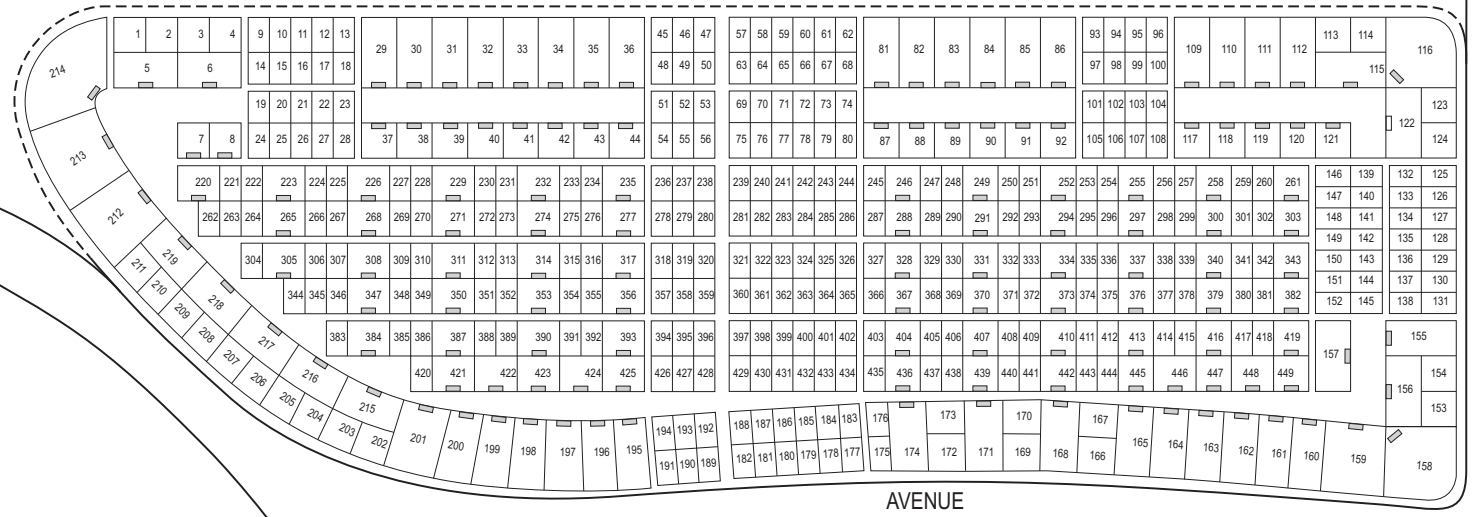 1 2 3 4 9 10 11 12 13 29 30 31 32 33 34 35 36 45 46 47 57 58 59 60 61 62 81 82 83 84 85 86 93 94 95 96 109 110 111 112 113 114 116
5 6 14 15 16 17 18 48 49 50 63 64 65 66 67 68 97 98 99 100 115
214
19 20 21 22 23 51 52 53 69 70 71 72 73 74 101 102 103 104 123
122
7 8 24 25 26 27 28 37 38 39 40 41 42 43 44 54 55 56 75 76 77 78 79 80 87 88 89 90 91 92 105 106 107 108 117 118 119 120 121 124
213
220 221 222 223 224 225 226 227 228 229 230 231 232 233 234 235 236 237 238 239 240 241 242 243 244 245 246 247 248 249 250 251 252 253 254 255 256 257 258 259 260 261 146 139 132 125
147 140 133 126
212 262 263 264 265 266 267 268 269 270 271 272 273 274 275 276 277 278 279 280 281 282 283 284 285 286 287 288 289 290 291 292 293 294 295 296 297 298 299 300 301 302 303 148 141 134 127
149 142 135 128
219 304 305 306 307 308 309 310 311 312 313 314 315 316 317 318 319 320 321 322 323 324 325 326 327 328 329 330 331 332 333 334 335 336 337 338 339 340 341 342 343 150 143 136 129
211 210 151 144 137 130
218 344 345 346 347 348 349 350 351 352 353 354 355 356 357 358 359 360 361 362 363 364 365 366 367 368 369 370 371 372 373 374 375 376 377 378 379 380 381 382 152 145 138 131
209 208
217 383 384 385 386 387 388 389 390 391 392 393 394 395 396 397 398 399 400 401 402 403 404 405 406 407 408 409 410 411 412 413 414 415 416 417 418 419 155
207 157
216 420 421 422 423 424 425 426 427 428 429 430 431 432 433 434 435 436 437 438 439 440 441 442 443 444 445 446 447 448 449 156 154
206 205 204 215 153
203 202 201 200 199 198 197 196 195 194 193 192 188 187 186 185 184 183 176 173 170 167
191 190 189 182 181 180 179 178 177 175 174 172 171 169 168 166 165 164 163 162 161 160 159 158
AVENUE